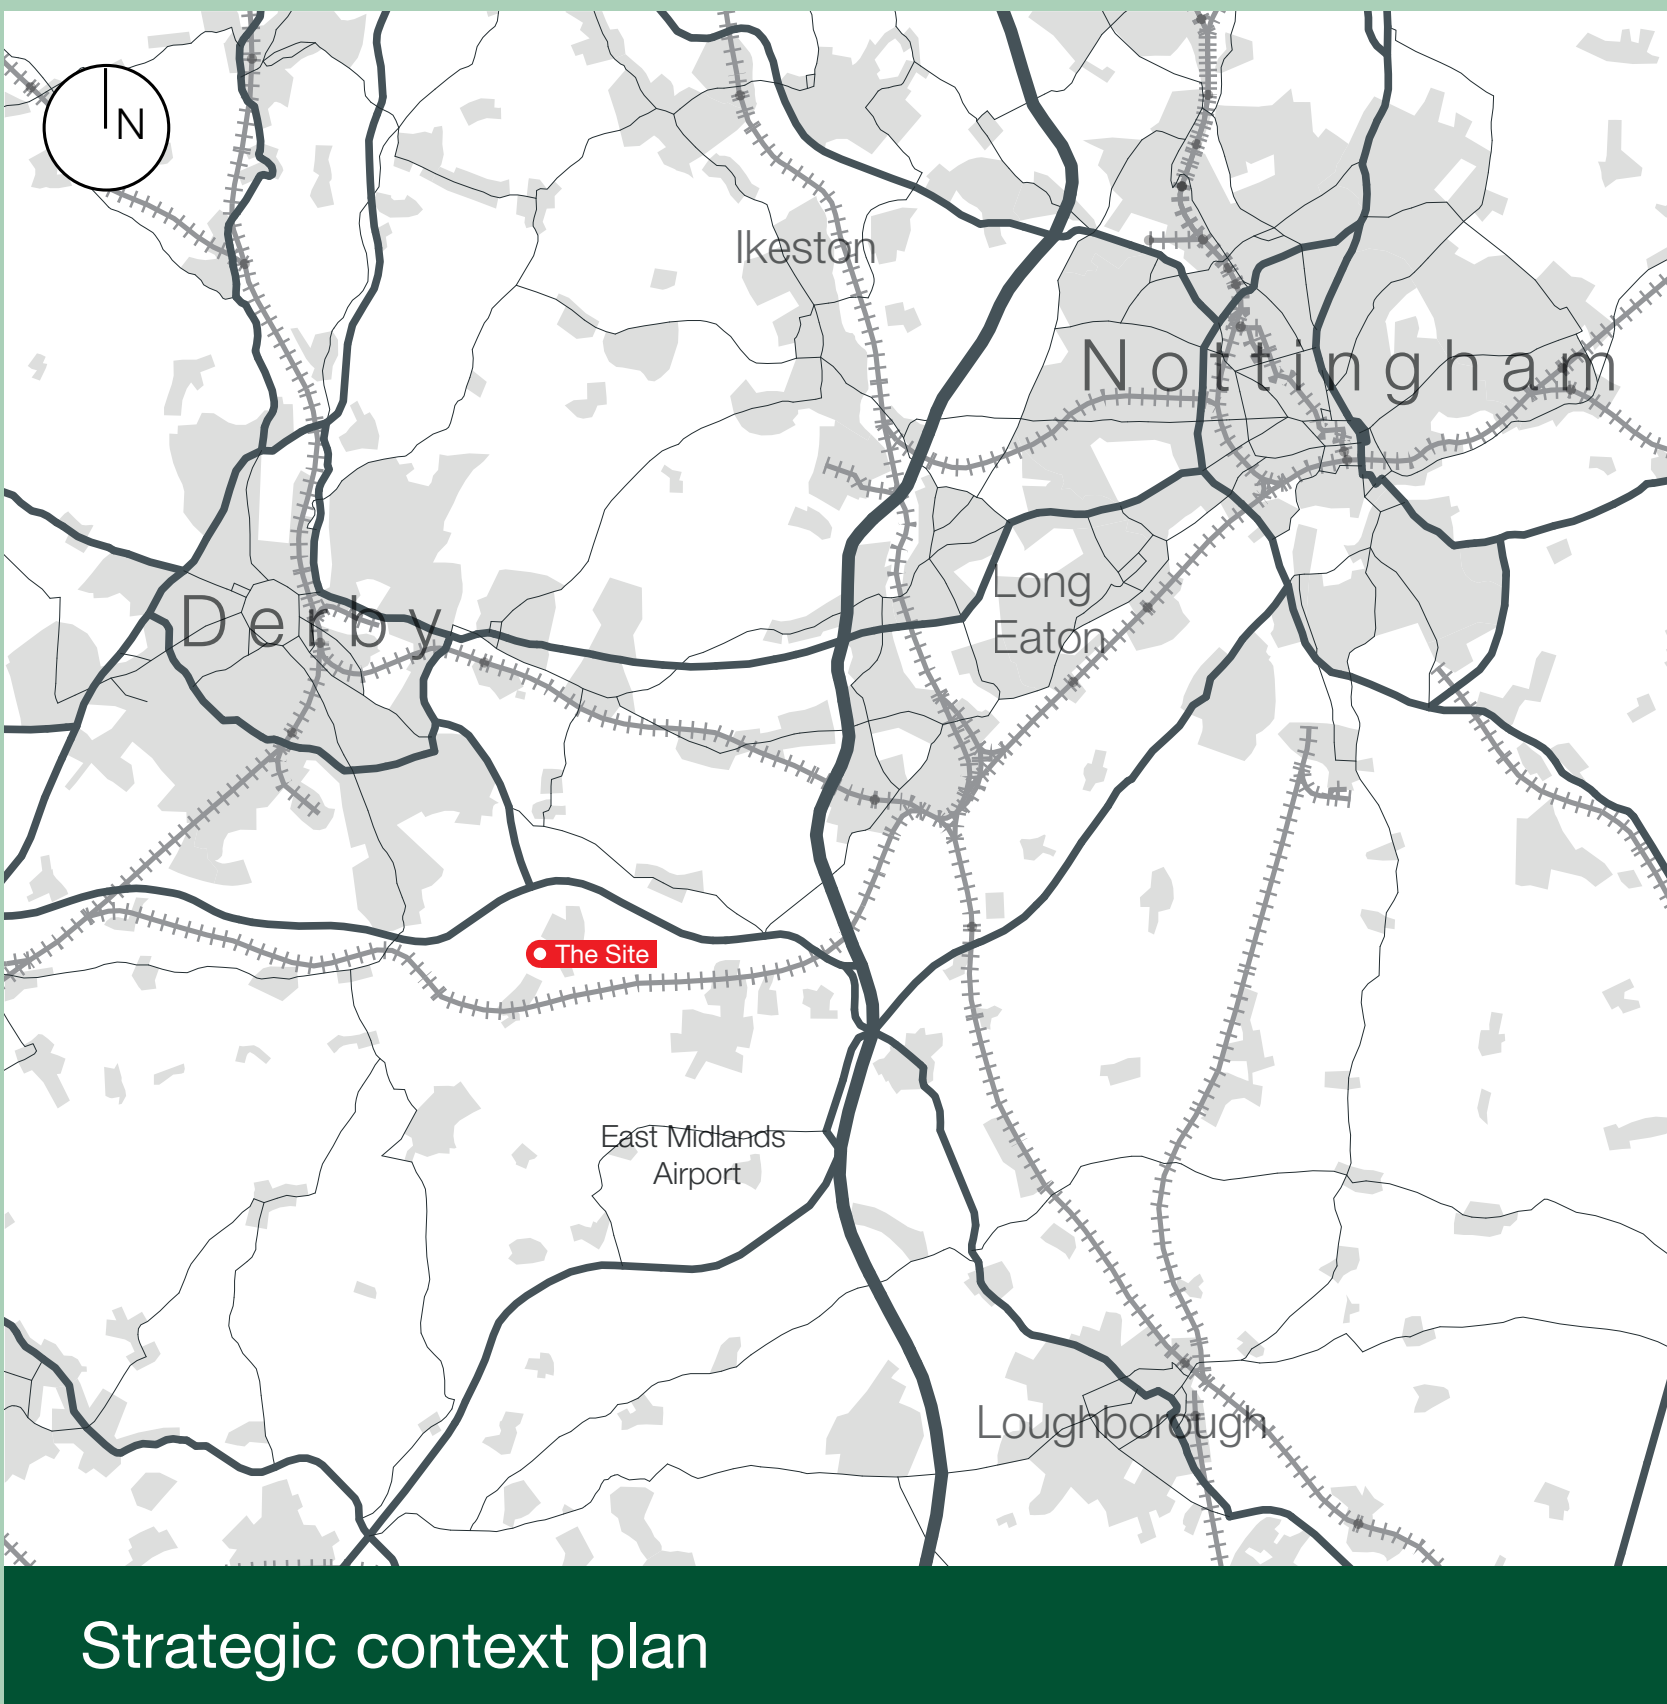 N
Ikeston
Nottingham
Long
Eaton
Derby
The Site
East Midlands
Airport
Loughborough
Strategic context plan